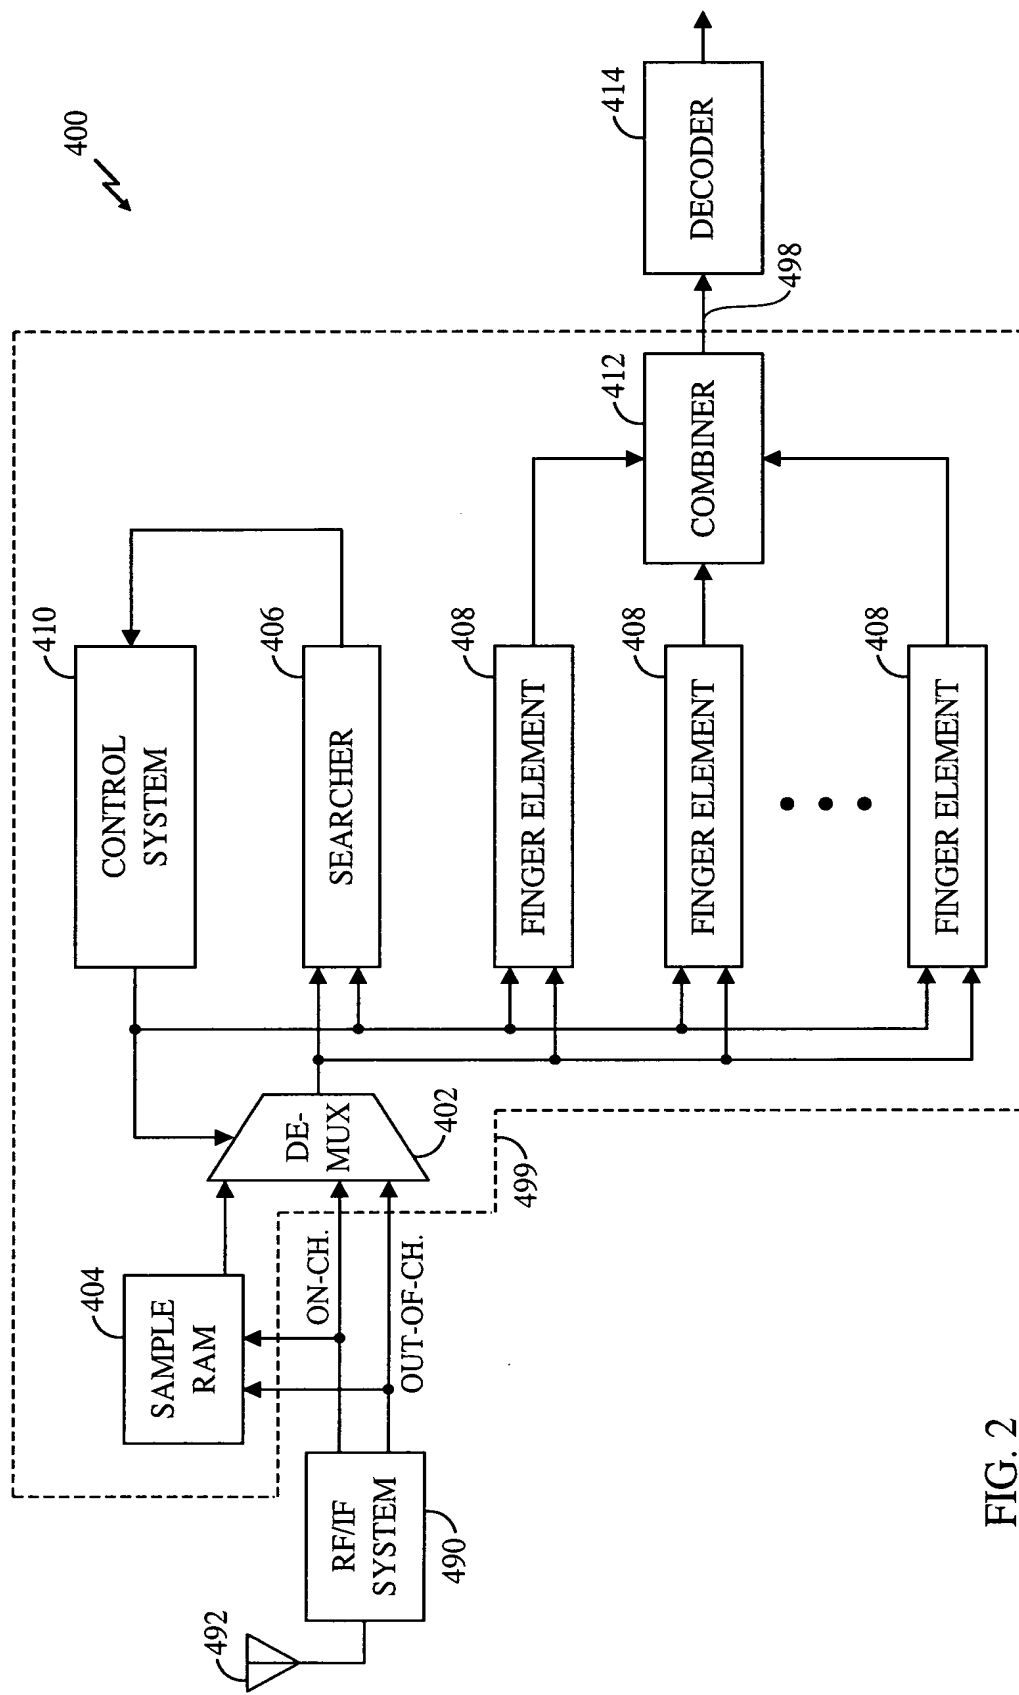 400
492
RF/IF
SYSTEM
490
404
SAMPLE
RAM
ON-CH.
OUT-OF-CH.
499
DE-
MUX
402
410
CONTROL
SYSTEM
406
SEARCHER
408
FINGER ELEMENT
408
FINGER ELEMENT
408
FINGER ELEMENT
412
COMBINER
498
414
DECODER
FIG. 2